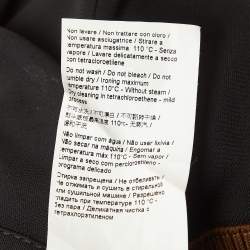 Non lavare / Non trattare con cloro /
Non usare asciugatrice / Stirare a
temperatura massima 110°C - Senza
vapore / Lavare delicatamente a secco
con tetracloroetilene
Do not wash / Do not bleach / Do not
tumble dry / Ironing maximum
temperature 110°C / Without steam /
Dry cleaning in tetrachloroethene - mild
process
Não limpar com água / Não usar lixívia /
Não secar na máquina / Engomar a
temperatura máx 110°C / Sem vapor /
Limpar a seco com percloroetileno -
programa delicado
Стирка запрещена / Не отбеливать /
Не отжимать и сушить в стиральной
или сушильной машине / Разрешено
гладить при температуре 110°C -
Без пара / Деликатная чистка с
тетрахлорэтиленом